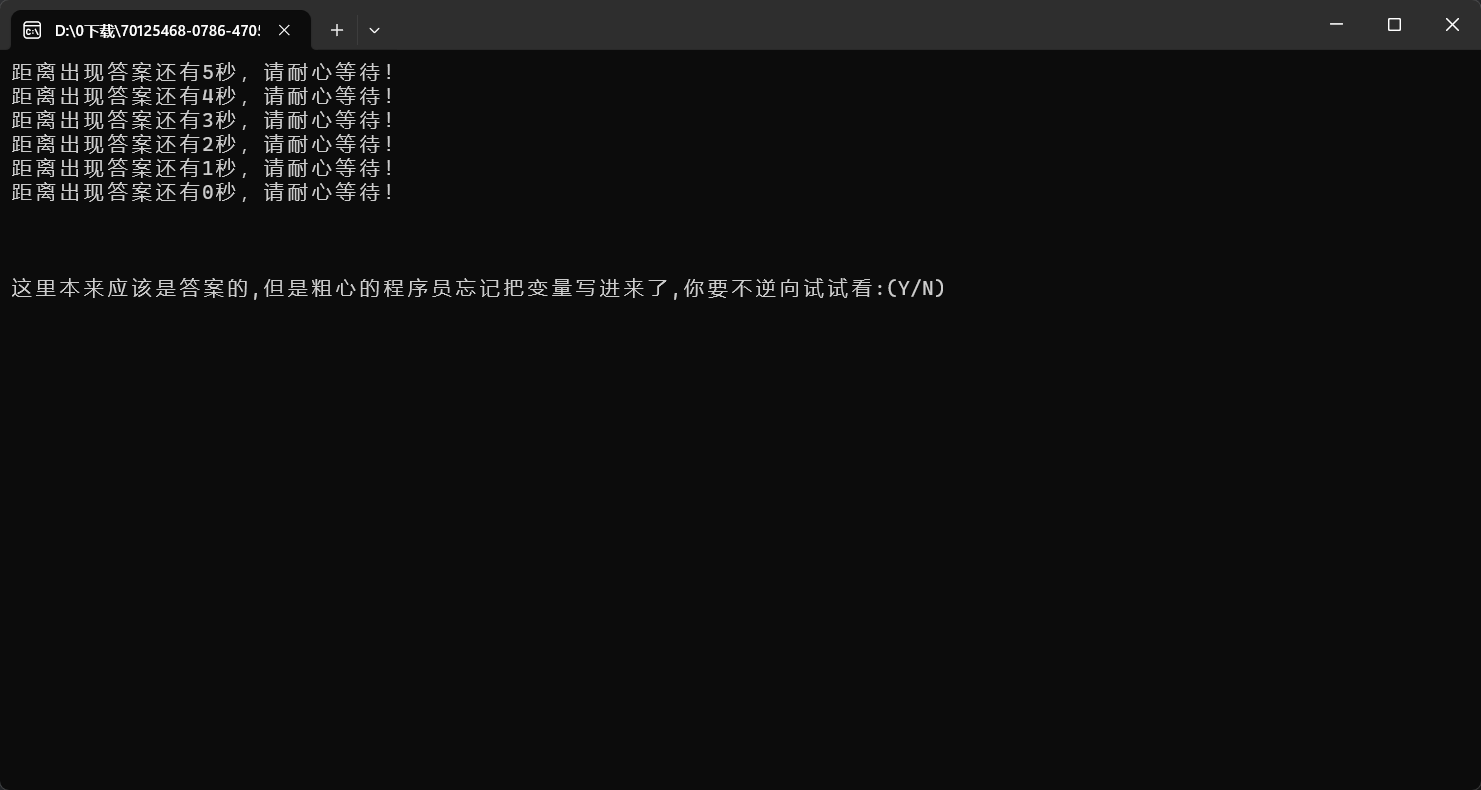 D:\0下载\70125468-0786-470
距离出现答案还有5秒，请耐心等待！
距离出现答案还有4秒，请耐心等待！
距离出现答案还有3秒，请耐心等待！
距离出现答案还有2秒，请耐心等待！
距离出现答案还有1秒，请耐心等待！
距离出现答案还有0秒，请耐心等待！
这里本来应该是答案的,但是粗心的程序员忘记把变量写进来了,你要不逆向试试看:(Y/N)